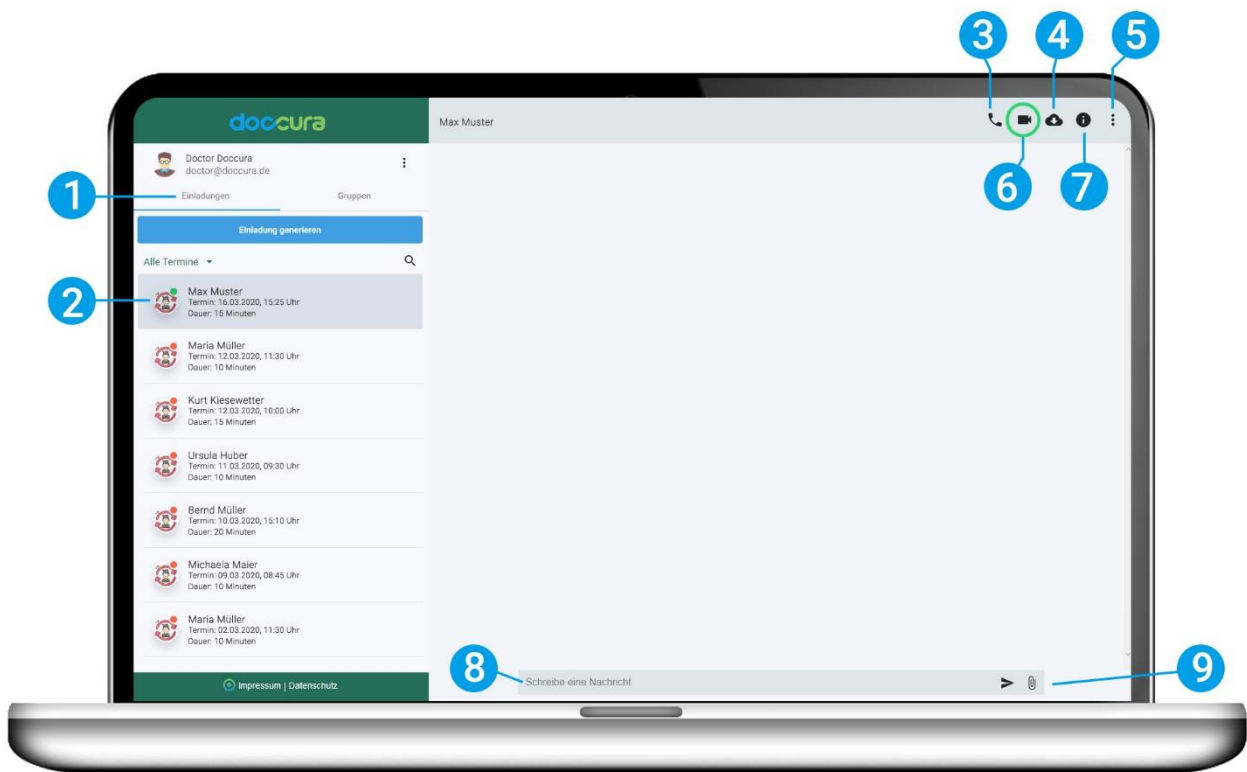 3
4
5
doccura
Max Muster
Doctor Doccura
doctor@doccura.de
1
Einladungen
Gruppen
6
7
Einladung generieren
Alle Termine
2
Max Muster
Termin: 16.03.2020, 15:25 Uhr
Dauer: 15 Minuten
Maria Müller
Termin: 12.03.2020, 11:30 Uhr
Dauer: 10 Minuten
Kurt Kiesewetter
Termin: 12.03.2020, 10:00 Uhr
Dauer: 15 Minuten
Ursula Huber
Termin: 11.03.2020, 09:30 Uhr
Dauer: 10 Minuten
Bernd Müller
Termin: 10.03.2020, 15:10 Uhr
Dauer: 20 Minuten
Michaela Maier
Termin: 09.03.2020, 08:45 Uhr
Dauer: 10 Minuten
Maria Müller
Termin: 02.03.2020, 11:30 Uhr
Dauer: 10 Minuten
8
Schreibe eine Nachricht
9
Impressum | Datenschutz